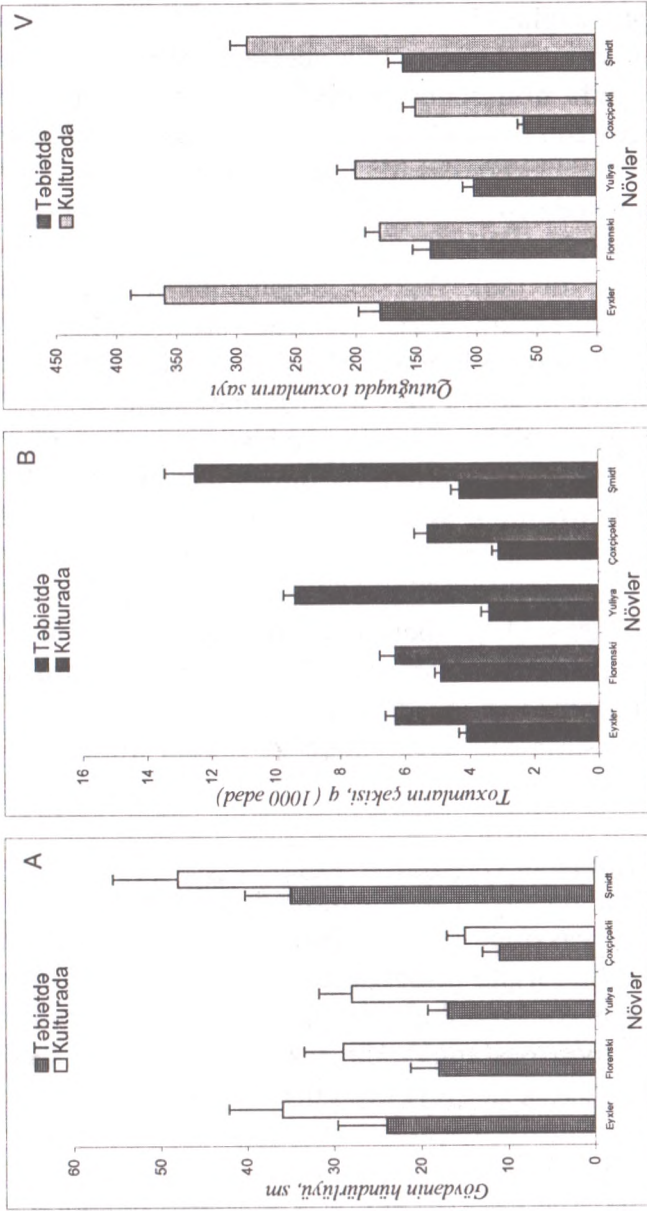 A
Təbiətdə
Kulturada
Gövdənin hündürlüyü, sm
60
50
40
30
20
10
0
Eyxler
Florenski
Yuliya
Çoxçiçəkli
Şmidt
Növlər
B
Təbiətdə
Kulturada
Toxumların çəkisi, q (1000 ədəd)
16
14
12
10
8
6
4
2
0
Eyxler
Florenski
Yuliya
Çoxçiçəkli
Şmidt
Növlər
V
Təbiətdə
Kulturada
Qutuğuqda toxumların sayı
450
400
350
300
250
200
150
100
50
0
Eyxler
Florenski
Yuliya
Çoxçiçəkli
Şmidt
Növlər